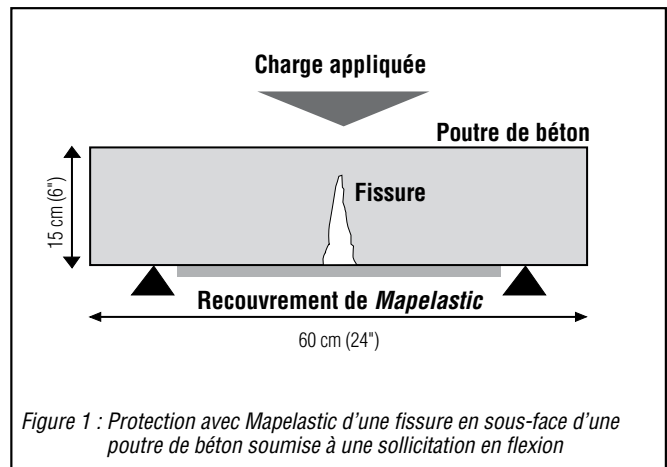 Charge appliquée
Poutre de béton
Fissure
15 cm (6")
Recouvrement de Mapelastic
60 cm (24")
Figure 1 : Protection avec Mapelastic d’une fissure en sous-face d’une
poutre de béton soumise à une sollicitation en flexion